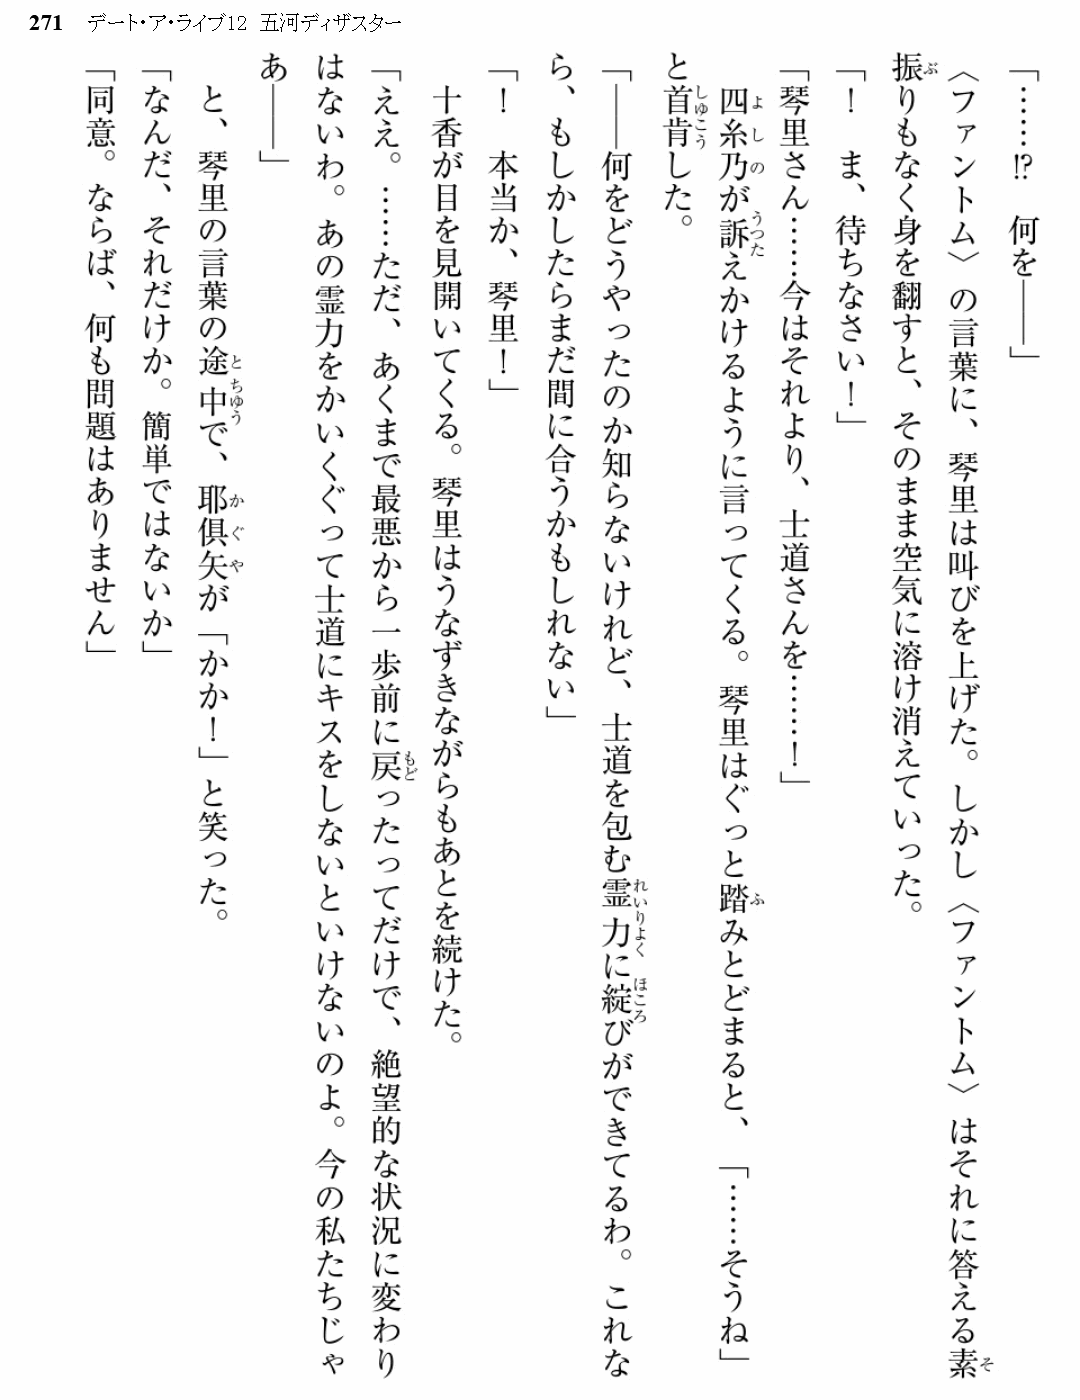 271 デート・ア・ライブ12 五河ディザスター
「……!? 何を――」
〈ファントム〉の言葉に、琴里は叫びを上げた。しかし〈ファントム〉はそれに答える素
振りもなく身を翻すと、そのまま空気に溶け消えていった。
「！ ま、待ちなさい！」
「琴里さん……今はそれより、士道さんを……！」
四糸乃が訴えかけるように言ってくる。琴里はぐっと踏みとどまると、「……そうね」
と首肯した。
「――何をどうやったのか知らないけれど、士道を包む霊力に綻びができてるわ。これな
ら、もしかしたらまだ間に合うかもしれない」
「！ 本当か、琴里！」
十香が目を見開いてくる。琴里はうなずきながらもあとを続けた。
「ええ。……ただ、あくまで最悪から一歩前に戻ったってだけで、絶望的な状況に変わり
はないわ。あの霊力をかいくぐって士道にキスをしないといけないのよ。今の私たちじゃ
あ――」
と、琴里の言葉の途中で、耶倶矢が「かか！」と笑った。
「なんだ、それだけか。簡単ではないか」
「同意。ならば、何も問題はありません」